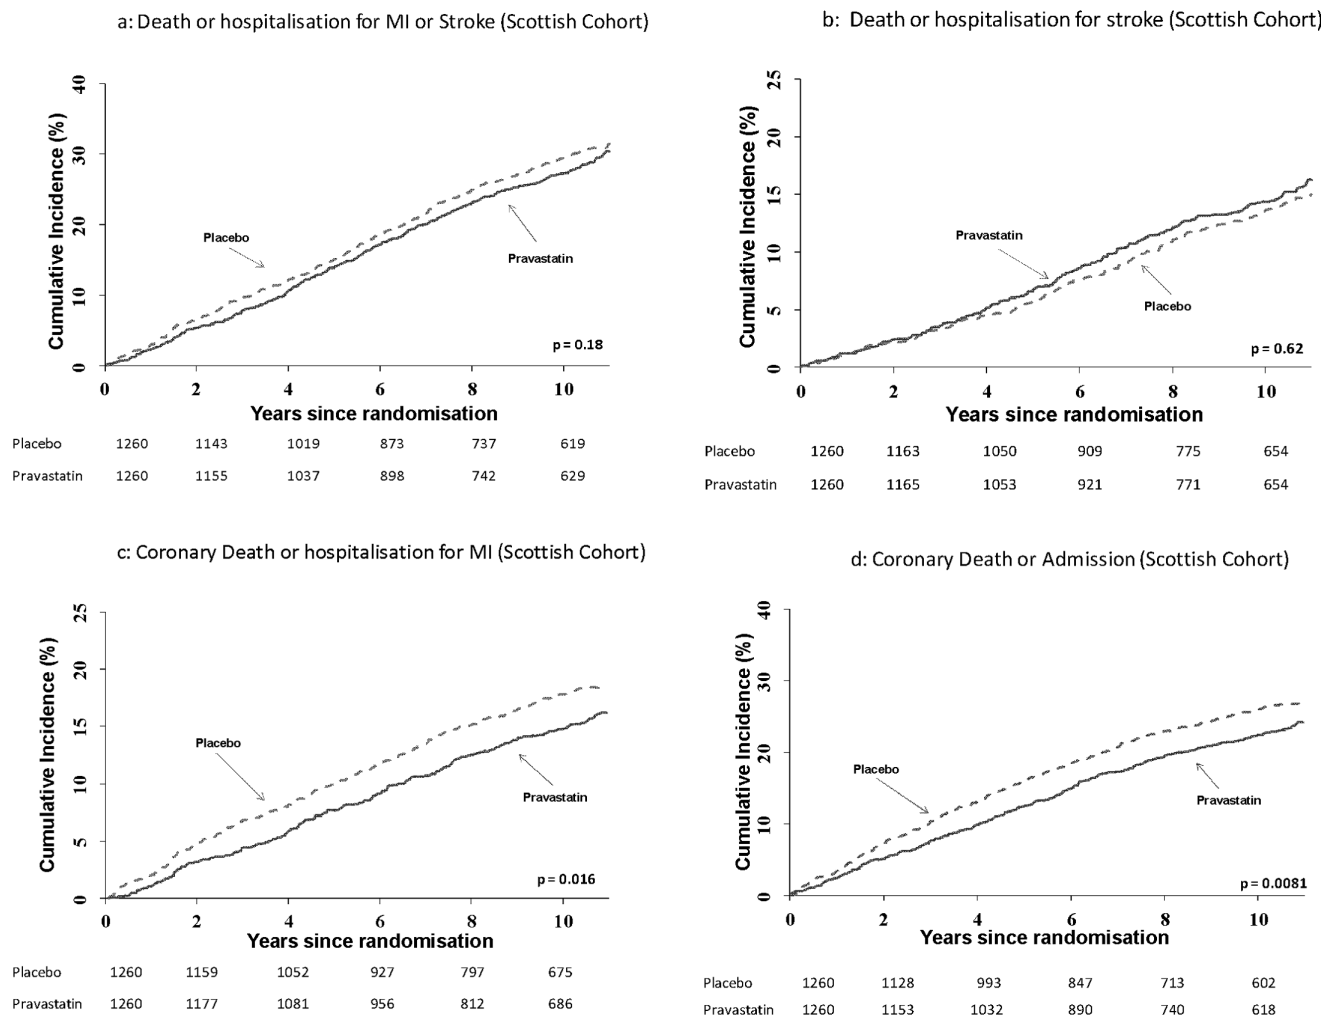 a: Death or hospitalisation for MI or Stroke (Scottish Cohort)
Cumulative Incidence (%)
40
30
20
10
0
Placebo
Pravastatin
p = 0.18
0 2 4 6 8 10
Years since randomisation
Placebo 1260 1143 1019 873 737 619
Pravastatin 1260 1155 1037 898 742 629
b: Death or hospitalisation for stroke (Scottish Cohort)
Cumulative Incidence (%)
25
20
15
10
5
0
Pravastatin
Placebo
p = 0.62
0 2 4 6 8 10
Years since randomisation
Placebo 1260 1163 1050 909 775 654
Pravastatin 1260 1165 1053 921 771 654
c: Coronary Death or hospitalisation for MI (Scottish Cohort)
Cumulative Incidence (%)
25
20
15
10
5
0
Placebo
Pravastatin
p = 0.016
0 2 4 6 8 10
Years since randomisation
Placebo 1260 1159 1052 927 797 675
Pravastatin 1260 1177 1081 956 812 686
d: Coronary Death or Admission (Scottish Cohort)
Cumulative Incidence (%)
40
30
20
10
0
Placebo
Pravastatin
p = 0.0081
0 2 4 6 8 10
Years since randomisation
Placebo 1260 1128 993 847 713 602
Pravastatin 1260 1153 1032 890 740 618